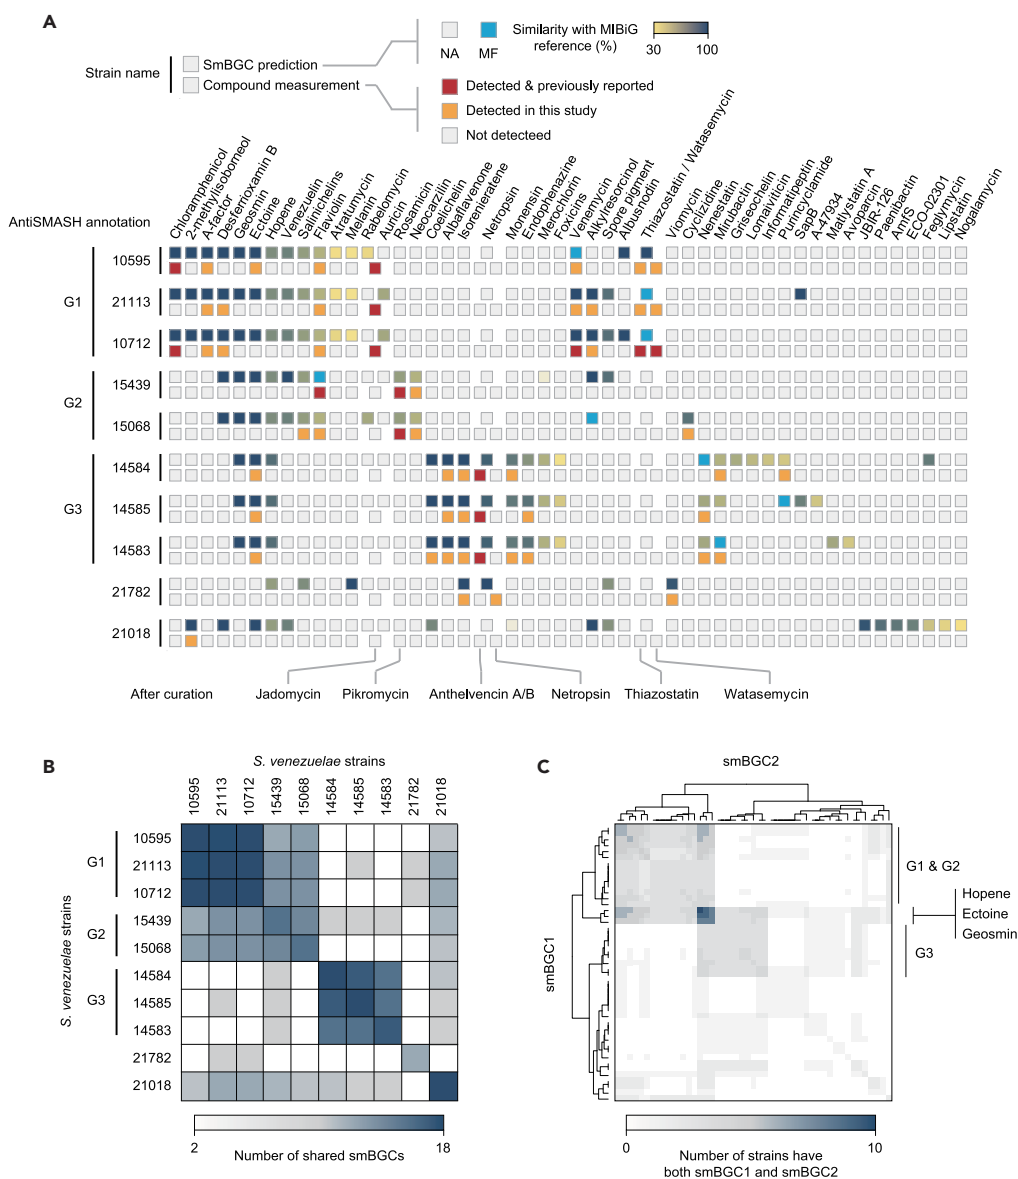 A
Strain name
SmBGC prediction
Compound measurement
NA
MF
Similarity with MIBiG
reference (%)
30
100
Detected & previously reported
Detected in this study
Not detecteed
AntiSMASH annotation
Chloramphenicol
2-methylisoborneol
A-factor
Desferrioxamin B
Geosmin
Ectoine
Hopene
Venezuelin
Salinichelins
Flaviolin
Atratumycin
Melanin
Rabelomycin
Auricin
Rosamicin
Neocarzilin
Coelichelin
Albaflavenone
Isorenieratene
Netropsin
Momensin
Endophenazine
Merochlorin
Foxicins
Venemycin
Alkylresorcinol
Spore pigment
Albusnodin
Thiazostatin / Watasemycin
Viomycin
Cyclizidine
Nenestatin
Mirubactin
Griseochelin
Lomaiviticin
Informatipeptin
Purincyclamide
SapB
A-47934
Mattystatin A
Avoparcin
JBIR-126
Paenibactin
AmfS
ECO-02301
Feglymycin
Lipstatin
Nogalamycin
G1
10595
21113
10712
G2
15439
15068
G3
14584
14585
14583
21782
21018
After curation
Jadomycin
Pikromycin
Anthelvencin A/B
Netropsin
Thiazostatin
Watasemycin
B
S. venezuelae strains
10595
21113
10712
15439
15068
14584
14585
14583
21782
21018
S. venezuelae strains
G1
10595
21113
10712
G2
15439
15068
G3
14584
14585
14583
21782
21018
2
18
Number of shared smBGCs
C
smBGC2
smBGC1
G1 & G2
Hopene
Ectoine
Geosmin
G3
0
10
Number of strains have
both smBGC1 and smBGC2